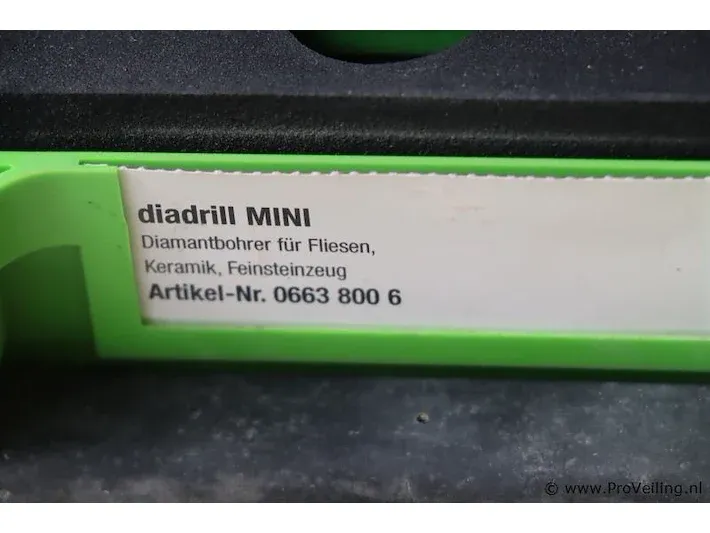 diadrill MINI
Diamantbohrer für Fliesen,
Keramik, Feinsteinzeug
Artikel-Nr. 0663 800 6
© www.ProVeiling.nl